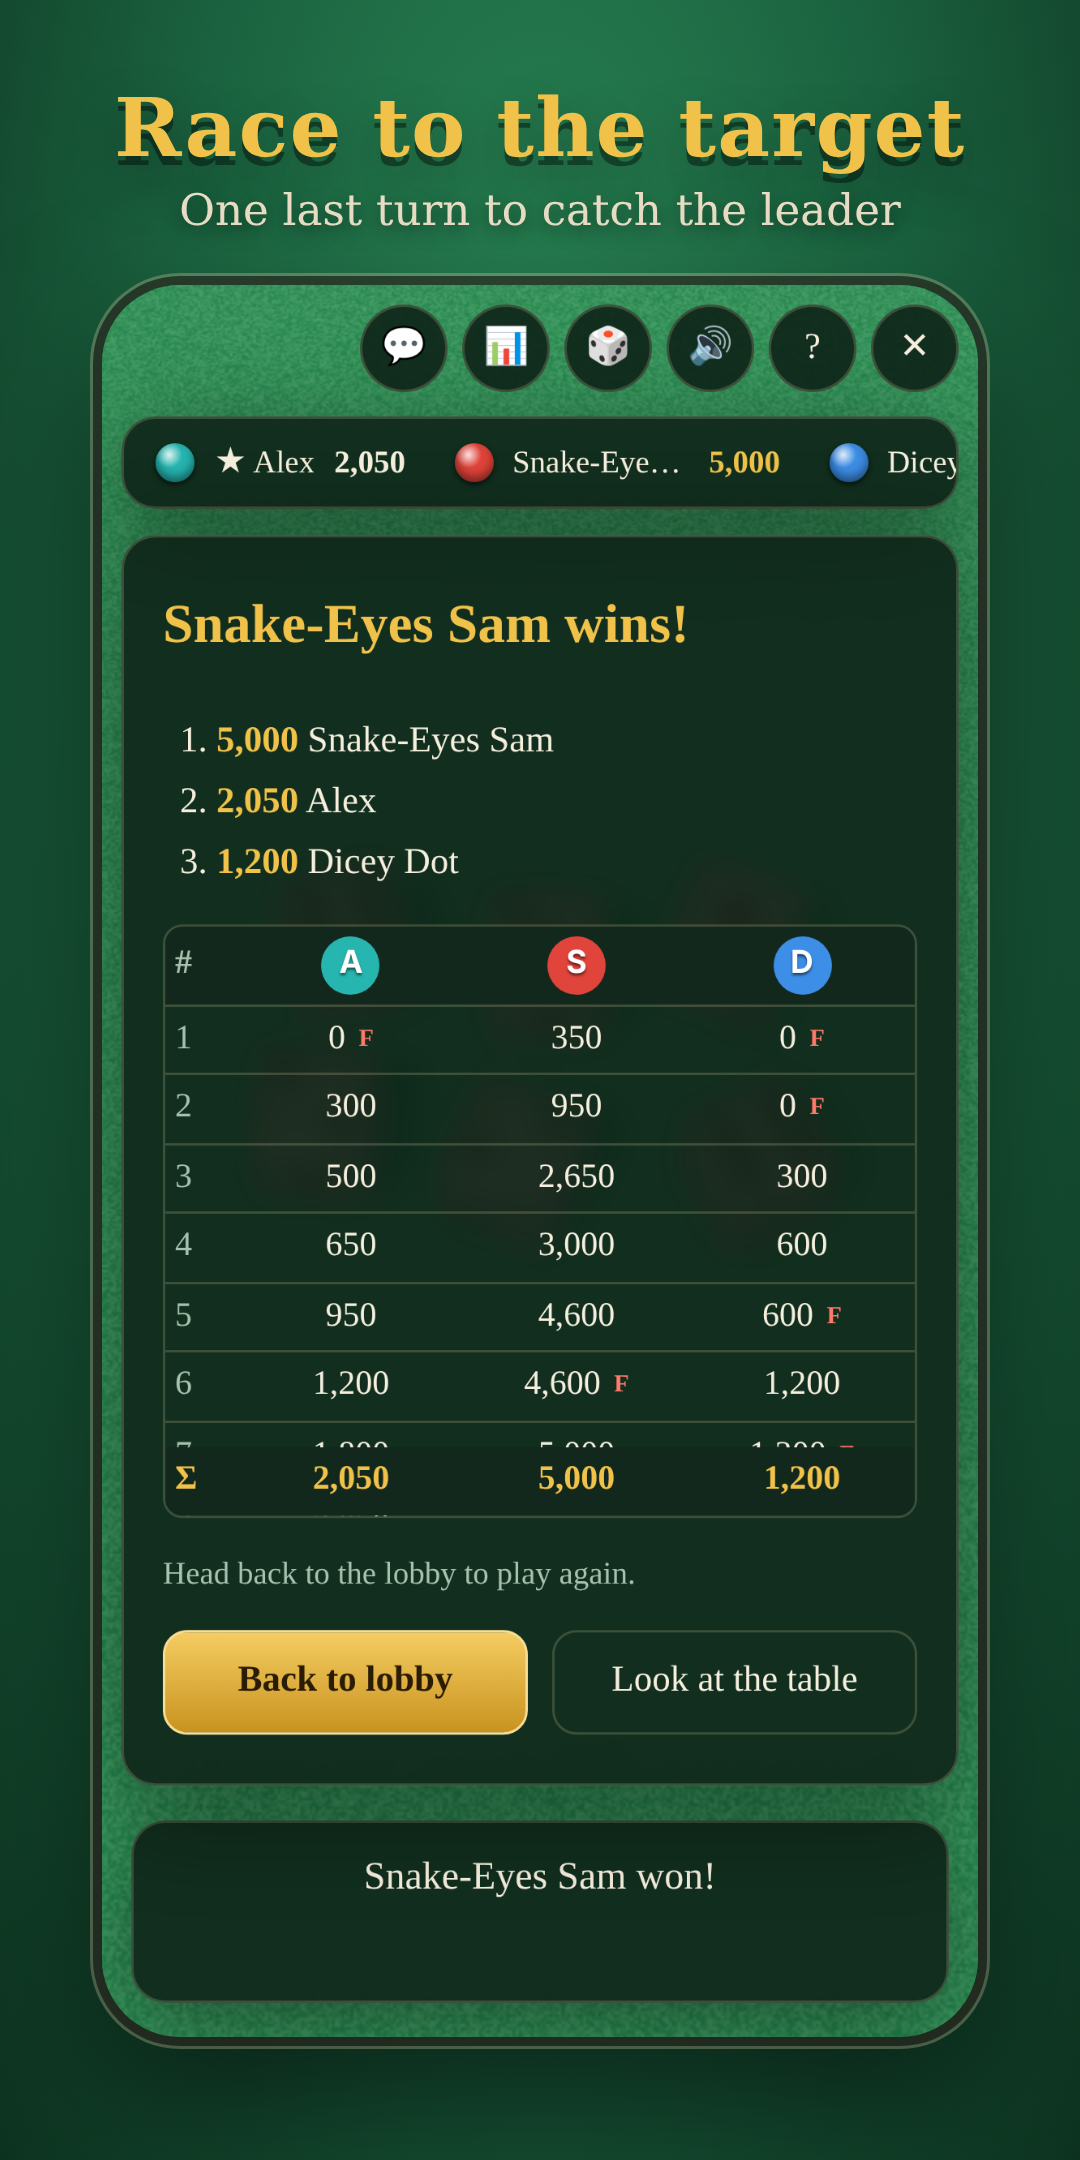 Race to the target
One last turn to catch the leader
?
✕
★ Alex 2,050 Snake-Eye… 5,000 Dicey
Snake-Eyes Sam wins!
1. 5,000 Snake-Eyes Sam
2. 2,050 Alex
3. 1,200 Dicey Dot
# A S D
1 0 F 350 0 F
2 300 950 0 F
3 500 2,650 300
4 650 3,000 600
5 950 4,600 600 F
6 1,200 4,600 F 1,200
Σ 2,050 5,000 1,200
Head back to the lobby to play again.
Back to lobby Look at the table
Snake-Eyes Sam won!